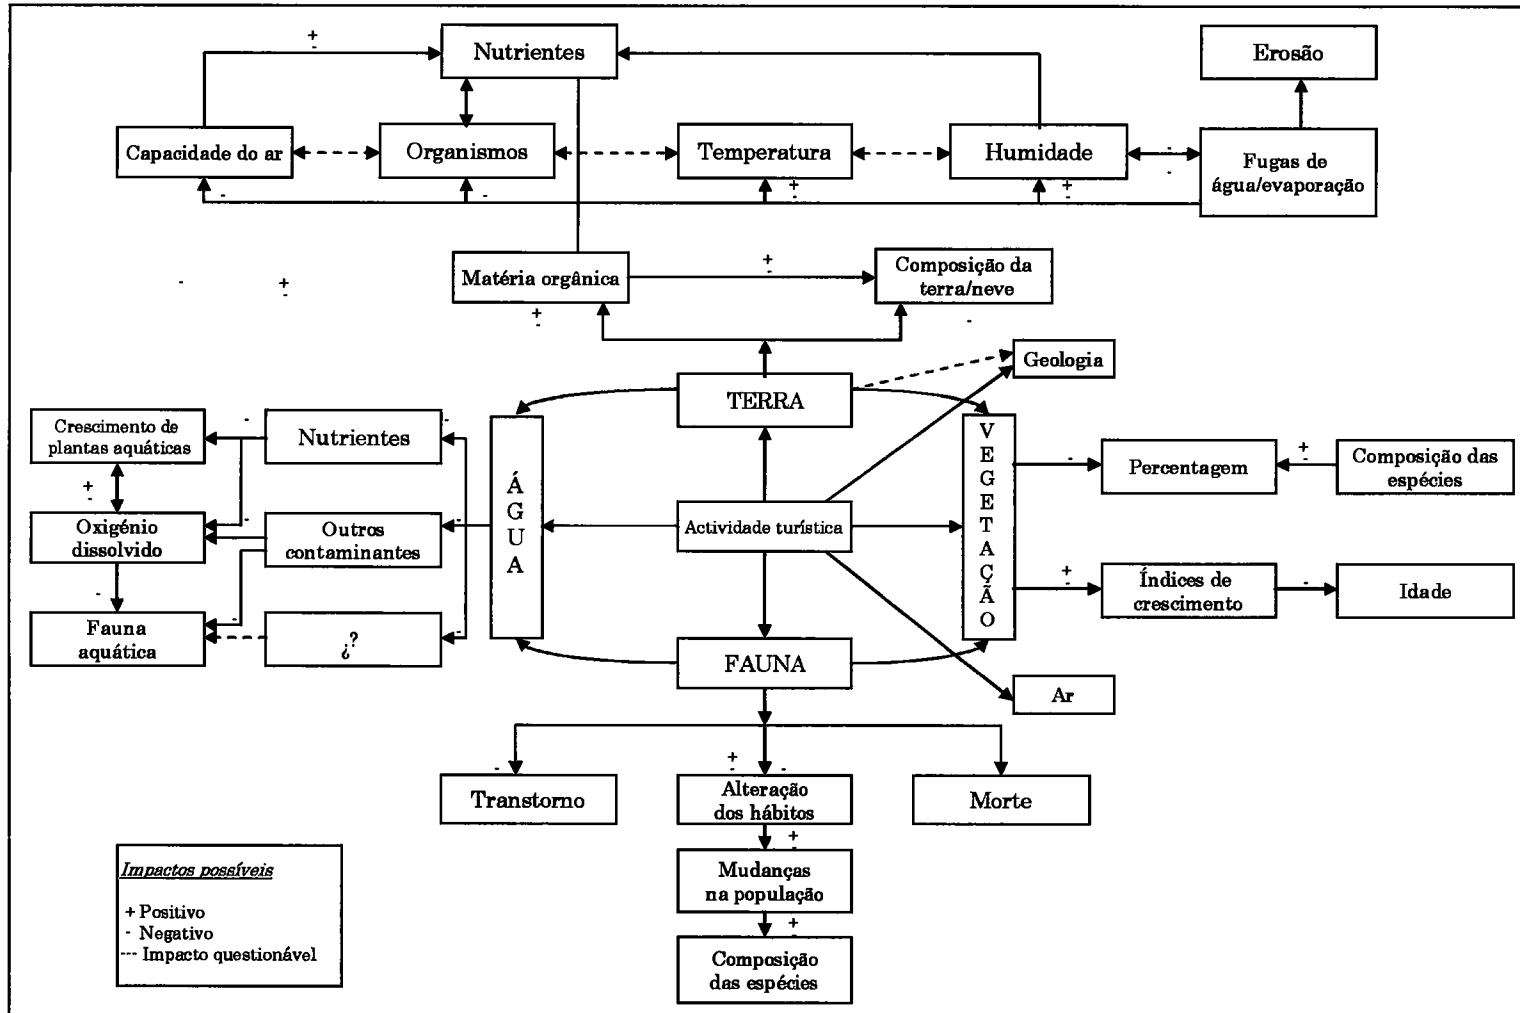 Nutrientes
Erosão
Capacidade do ar
Organismos
Temperatura
Humidade
Fugas de
água/evaporação
Matéria orgânica
Composição da
terra/neve
Geologia
TERRA
Crescimento de
plantas aquáticas
Nutrientes
ÁGUA
VEGETAÇÃO
Percentagem
Composição das
espécies
Oxigénio
dissolvido
Outros
contaminantes
Actividade turística
Índices de
crescimento
Idade
Fauna
aquática
¿?
FAUNA
Ar
Transtorno
Alteração
dos hábitos
Morte
Mudanças
na população
Composição
das espécies
Impactos possíveis
+ Positivo
- Negativo
--- Impacto questionável